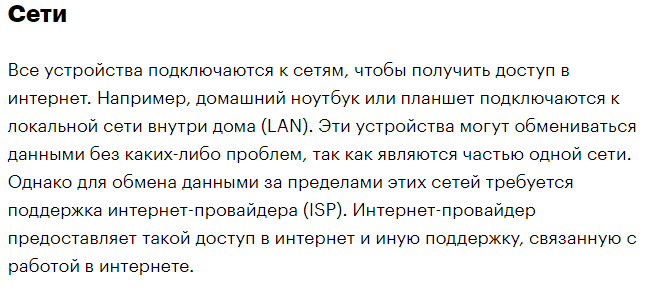 Сети
Все устройства подключаются к сетям, чтобы получить доступ в
интернет. Например, домашний ноутбук или планшет подключаются к
локальной сети внутри дома (LAN). Эти устройства могут обмениваться
данными без каких-либо проблем, так как являются частью одной сети.
Однако для обмена данными за пределами этих сетей требуется
поддержка интернет-провайдера (ISP). Интернет-провайдер
предоставляет такой доступ в интернет и иную поддержку, связанную с
работой в интернете.